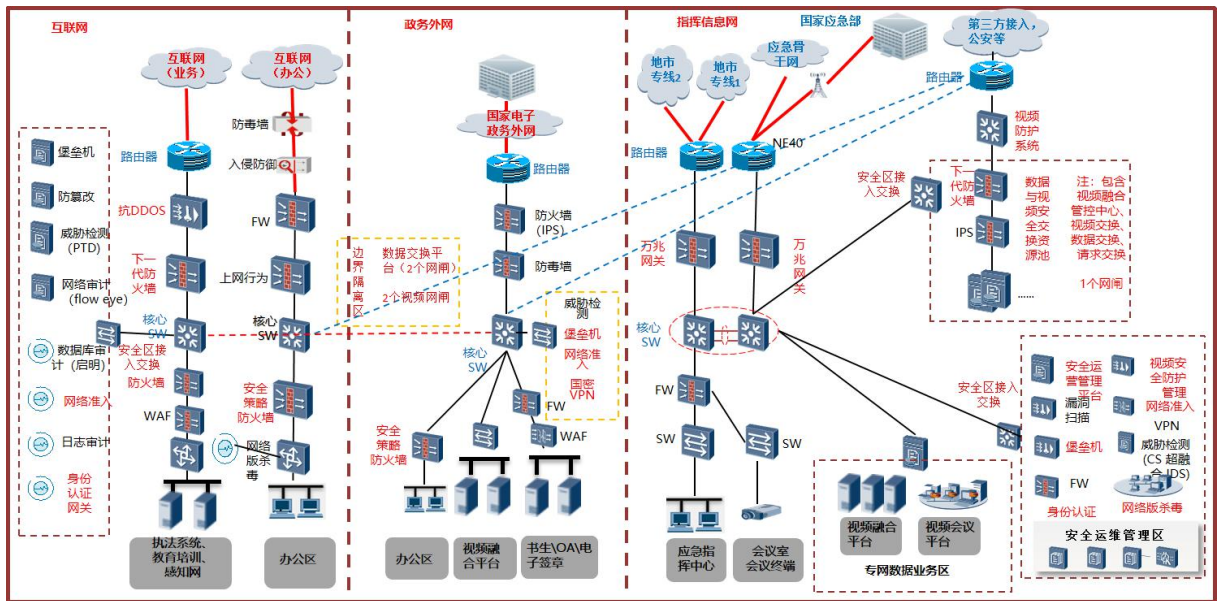 互联网
政务外网
指挥信息网
互联网
（业务）
互联网
（办公）
防毒墙
入侵防御
路由器
堡垒机
防篡改
威胁检测
(PTD)
网络审计
(flow eye)
数据库审
计（启明）
网络准入
日志审计
身份
认证
网关
抗DDOS
下一
代防
火墙
核心
SW
安全区接
入交换
防火墙
WAF
执法系统、
教育培训、
感知网
FW
上网行为
核心
SW
安全
策略
防火墙
网络
版杀
毒
办公区
边
界
隔
离
区
数据交换平
台（2个网闸）
2个视频网闸
国家电子
政务外网
路由器
防火墙
(IPS)
防毒墙
核心
SW
威胁检
测
堡垒机
网络准
入
国密
VPN
FW
WAF
安全
策略
防火墙
办公区
视频融
合平台
书生\OA\电
子签章
地市
专线2
地市
专线1
应急骨
干网
国家应急部
路由器
NE40
万兆
网关
万
兆
网
关
核心
SW
FW
SW
SW
应急指
挥中心
会议室
会议终端
第三方接入，
公安等
路由器
视频
防护
系统
安全区接
入交换
下一
代防
火墙
IPS
数据
与视
频安
全交
换资
源池
注：包含
视频融合
管控中心、
视频交换、
数据交换、
请求交换
1个网闸
......
安全区接入
交换
视频融合
平台
视频会议
平台
专网数据业务区
安全运
营管理
平台
漏洞
扫描
堡垒机
FW
身份认证
视频安
全防护
管理
网络准入
VPN
威胁检测
(CS 超融
合 IDS)
网络版杀毒
安全运维管理区